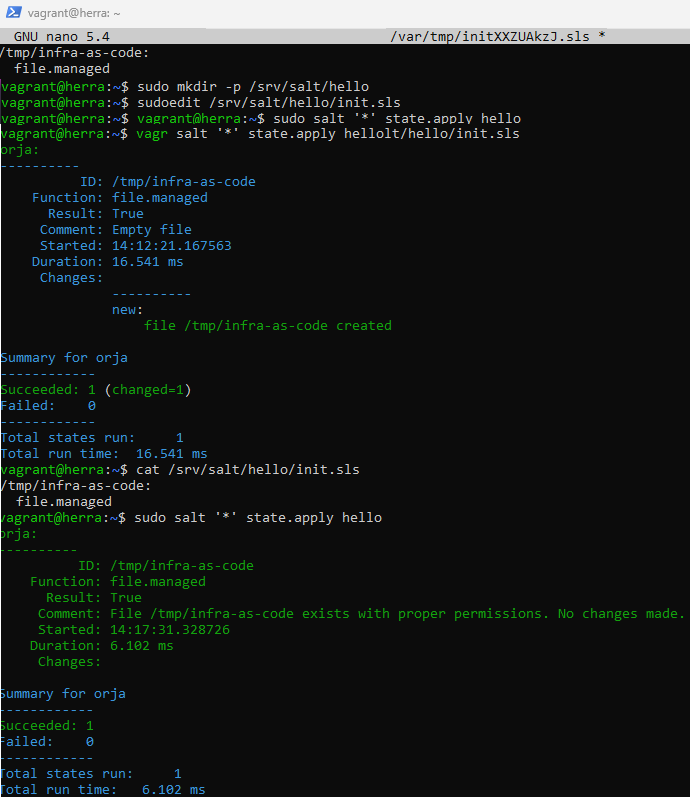 vagrant@herra: ~
GNU nano 5.4 /var/tmp/initXXZUAkzJ.sls *
/tmp/infra-as-code:
  file.managed
vagrant@herra:~$ sudo mkdir -p /srv/salt/hello
vagrant@herra:~$ sudoedit /srv/salt/hello/init.sls
vagrant@herra:~$ vagrant@herra:~$ sudo salt '*' state.apply hello
vagrant@herra:~$ vagr salt '*' state.apply hellolt/hello/init.sls
orja:
----------
          ID: /tmp/infra-as-code
    Function: file.managed
      Result: True
     Comment: Empty file
     Started: 14:12:21.167563
    Duration: 16.541 ms
     Changes:
              ----------
              new:
                  file /tmp/infra-as-code created
Summary for orja
------------
Succeeded: 1 (changed=1)
Failed:    0
------------
Total states run:     1
Total run time:  16.541 ms
vagrant@herra:~$ cat /srv/salt/hello/init.sls
/tmp/infra-as-code:
  file.managed
vagrant@herra:~$ sudo salt '*' state.apply hello
orja:
----------
          ID: /tmp/infra-as-code
    Function: file.managed
      Result: True
     Comment: File /tmp/infra-as-code exists with proper permissions. No changes made.
     Started: 14:17:31.328726
    Duration: 6.102 ms
     Changes:
Summary for orja
------------
Succeeded: 1
Failed:    0
------------
Total states run:     1
Total run time:   6.102 ms